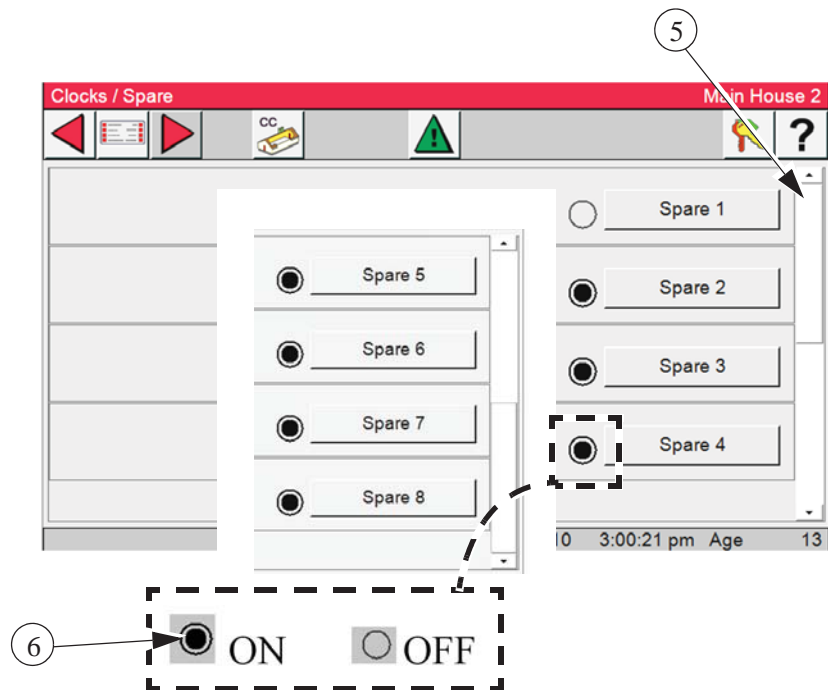 5
Clocks / Spare Main House 2
CC
?
Spare 1
Spare 5
Spare 2
Spare 6
Spare 3
Spare 7
Spare 4
Spare 8
10 3:00:21 pm Age 13
6
ON OFF